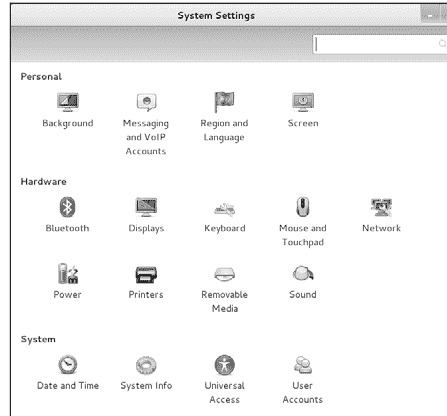 System Settings
Personal
Background
Messaging
and VoIP
Accounts
Region and
Language
Screen
Hardware
Bluetooth
Displays
Keyboard
Mouse and
Touchpad
Network
Power
Printers
Removable
Media
Sound
System
Date and Time
System Info
Universal
Access
User
Accounts